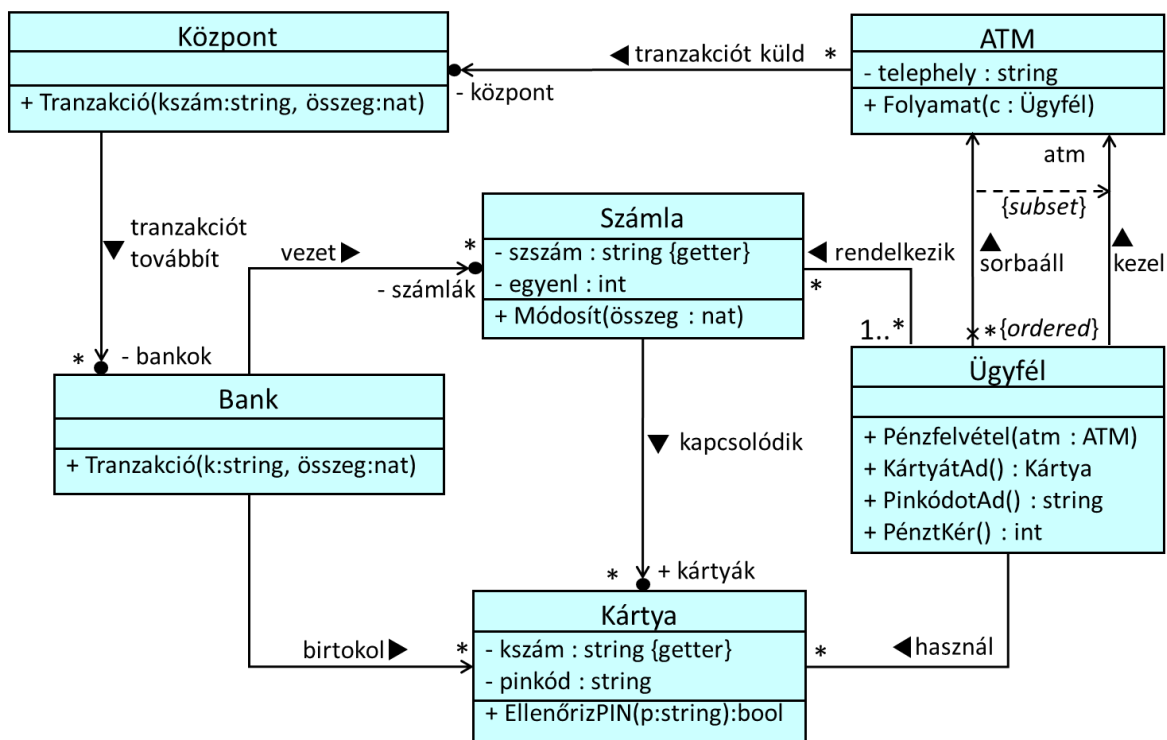 Központ
+ Tranzakció(kszám:string, összeg:nat)
◀ tranzakciót küld *
- központ
ATM
- telephely : string
+ Folyamat(c : Ügyfél)
atm
{subset}
▲ sorbaáll
▲ kezel
* {ordered}
▼ tranzakciót
továbbít
vezet ▶
*
- számlák
Számla
- szszám : string {getter}
- egyenl : int
+ Módosít(összeg : nat)
◀ rendelkezik
*
1..*
* - bankok
Bank
+ Tranzakció(k:string, összeg:nat)
▼ kapcsolódik
Ügyfél
+ Pénzfelvétel(atm : ATM)
+ KártyátAd() : Kártya
+ PinkódotAd() : string
+ PénztKér() : int
* + kártyák
birtokol ▶ *
Kártya
- kszám : string {getter}
- pinkód : string
+ EllenőrizPIN(p:string):bool
* ◀ használ